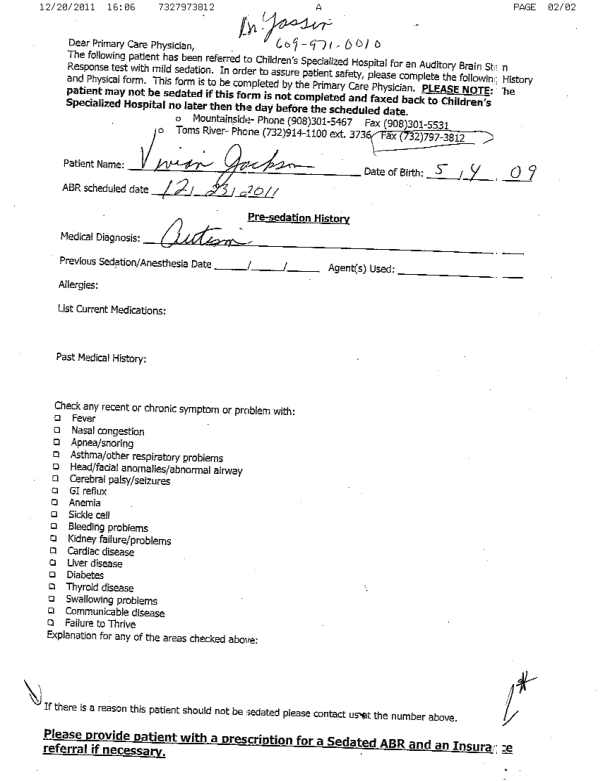 12/20/2011 16:06 7327973812 A PAGE 02/02
Dr. Yassir
609-971-0010
Dear Primary Care Physician,
The following patient has been referred to Children's Specialized Hospital for an Auditory Brain Ste n
Response test with mild sedation. In order to assure patient safety, please complete the following History
and Physical form. This form is to be completed by the Primary Care Physician. PLEASE NOTE: The
patient may not be sedated if this form is not completed and faxed back to Children's
Specialized Hospital no later then the day before the scheduled date.
o Mountainside- Phone (908)301-5467 Fax (908)301-5531
o Toms River- Phone (732)914-1100 ext. 3736 Fax (732)797-3812
Patient Name: Vivian Jackson Date of Birth: 5 / 4 . 09
ABR scheduled date 12/ 23/ 2011
Pre-sedation History
Medical Diagnosis: Autism
Previous Sedation/Anesthesia Date ____/____/____ Agent(s) Used: ____
Allergies:
List Current Medications:
Past Medical History:
Check any recent or chronic symptom or problem with:
□ Fever
□ Nasal congestion
□ Apnea/snoring
□ Asthma/other respiratory problems
□ Head/facial anomalies/abnormal airway
□ Cerebral palsy/seizures
□ GI reflux
□ Anemia
□ Sickle cell
□ Bleeding problems
□ Kidney failure/problems
□ Cardiac disease
□ Liver disease
□ Diabetes
□ Thyroid disease
□ Swallowing problems
□ Communicable disease
□ Failure to Thrive
Explanation for any of the areas checked above:
If there is a reason this patient should not be sedated please contact us at the number above.
Please provide patient with a prescription for a Sedated ABR and an Insura ce
referral if necessary.